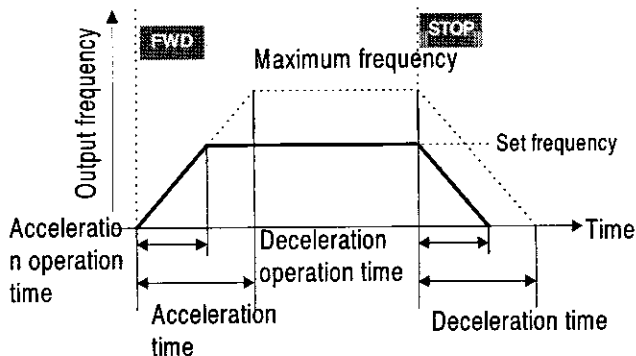 FWD
STOP
Output frequency
Maximum frequency
Set frequency
Time
Acceleratio
n operation
time
Deceleration
operation time
Acceleration
time
Deceleration time